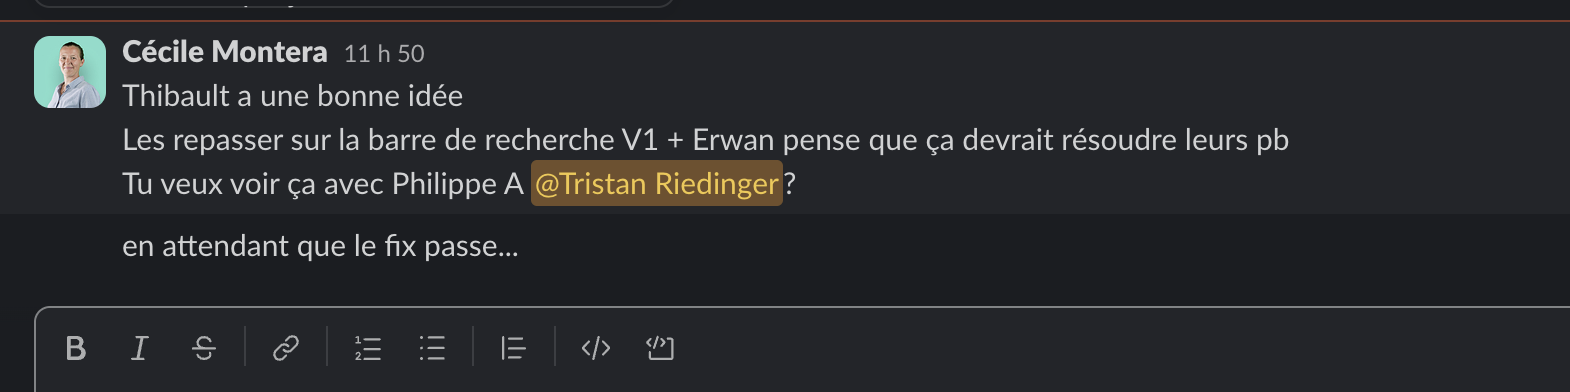 Cécile Montera 11 h 50
Thibault a une bonne idée
Les repasser sur la barre de recherche V1 + Erwan pense que ça devrait résoudre leurs pb
Tu veux voir ça avec Philippe A @Tristan Riedinger ?
en attendant que le fix passe...